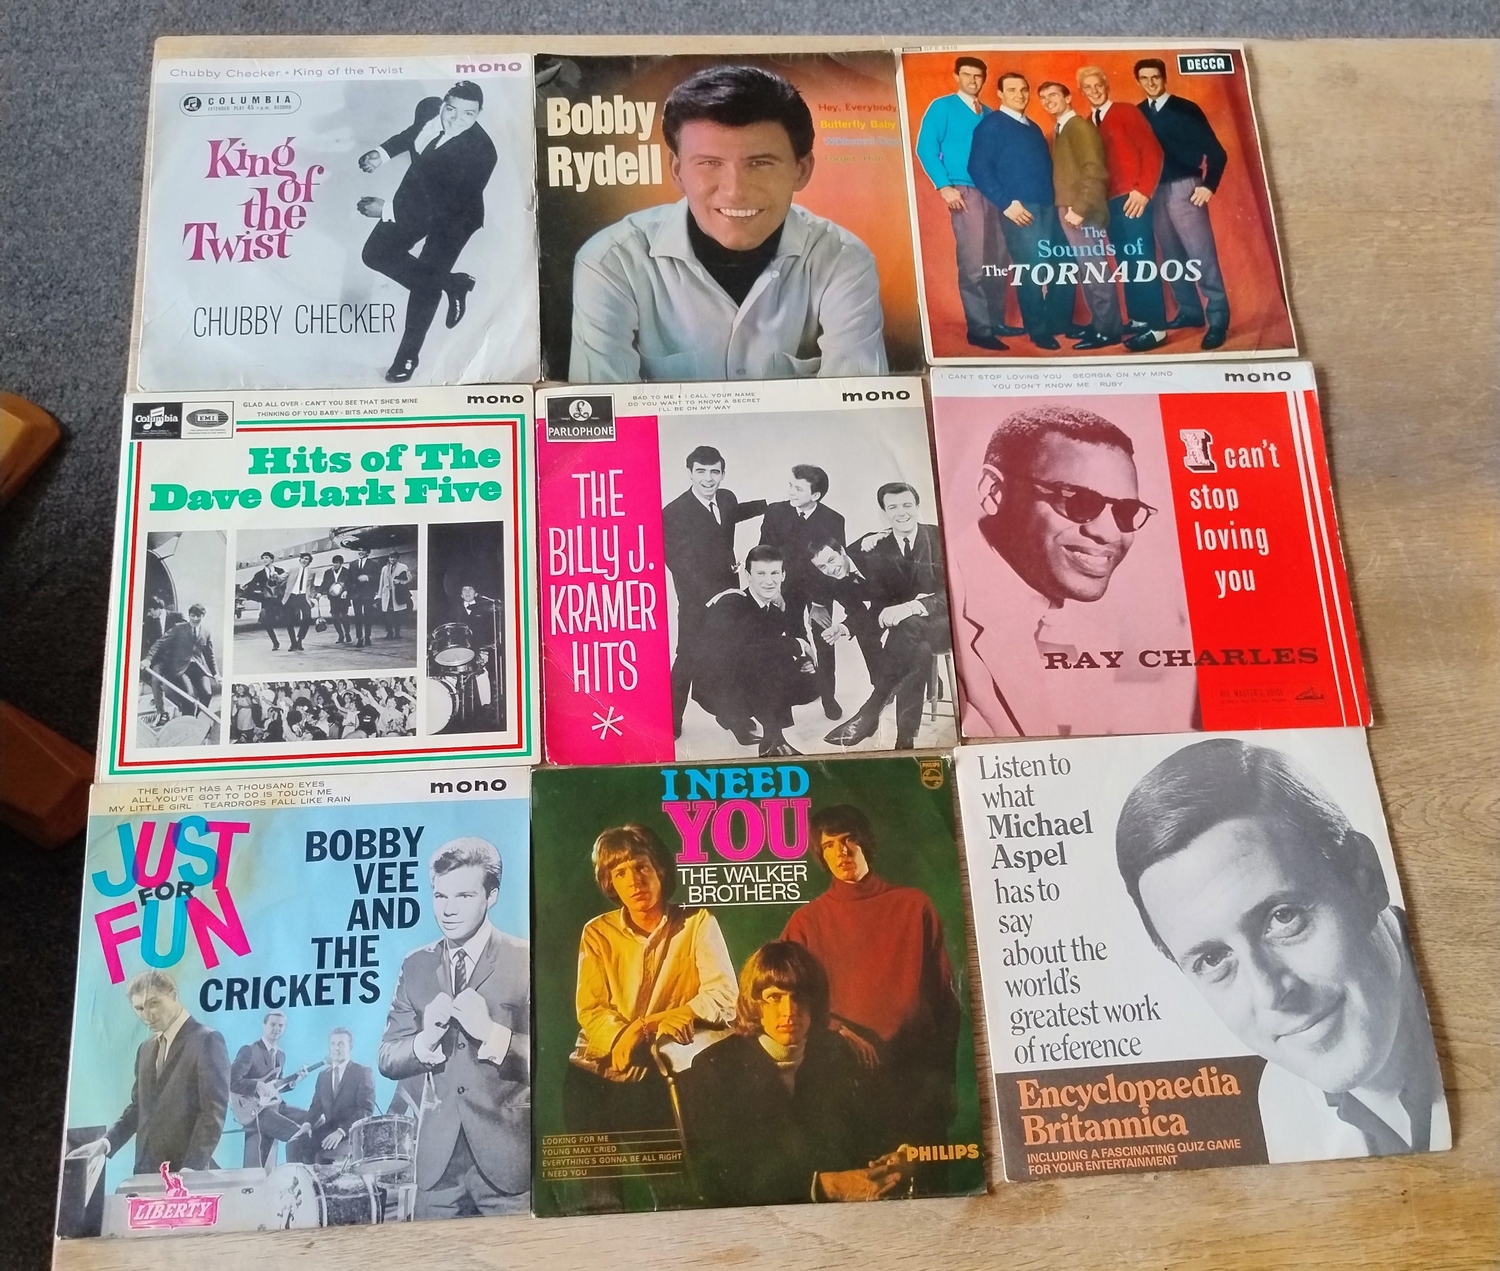 Chubby Checker • King of the Twist
mono
COLUMBIA
EXTENDED PLAY 45 r.p.m. RECORD
King
of
the
Twist
CHUBBY CHECKER
Bobby
Rydell
Hey, Everybody
Butterfly Baby
DECCA
The
Sounds of
The TORNADOS
Columbia
EMI
GLAD ALL OVER · CAN'T YOU SEE THAT SHE'S MINE
THINKING OF YOU BABY · BITS AND PIECES
mono
Hits of The
Dave Clark Five
PARLOPHONE
BAD TO ME • I CALL YOUR NAME
DO YOU WANT TO KNOW A SECRET
I'LL BE ON MY WAY
mono
THE
BILLY J.
KRAMER
HITS
I CAN'T STOP LOVING YOU · GEORGIA ON MY MIND
YOU DON'T KNOW ME · RUBY
mono
I can't
stop
loving
you
RAY CHARLES
HIS MASTER'S VOICE
THE NIGHT HAS A THOUSAND EYES
ALL YOU'VE GOT TO DO IS TOUCH ME
MY LITTLE GIRL · TEARDROPS FALL LIKE RAIN
mono
JUST
FOR
FUN
BOBBY
VEE
AND
THE
CRICKETS
LIBERTY
I NEED
YOU
THE WALKER
BROTHERS
PHILIPS
LOOKING FOR ME
YOUNG MAN CRIED
EVERYTHING'S GONNA BE ALL RIGHT
I NEED YOU
PHILIPS
Listen to
what
Michael
Aspel
has to
say
about the
world's
greatest work
of reference
Encyclopaedia
Britannica
INCLUDING A FASCINATING QUIZ GAME
FOR YOUR ENTERTAINMENT